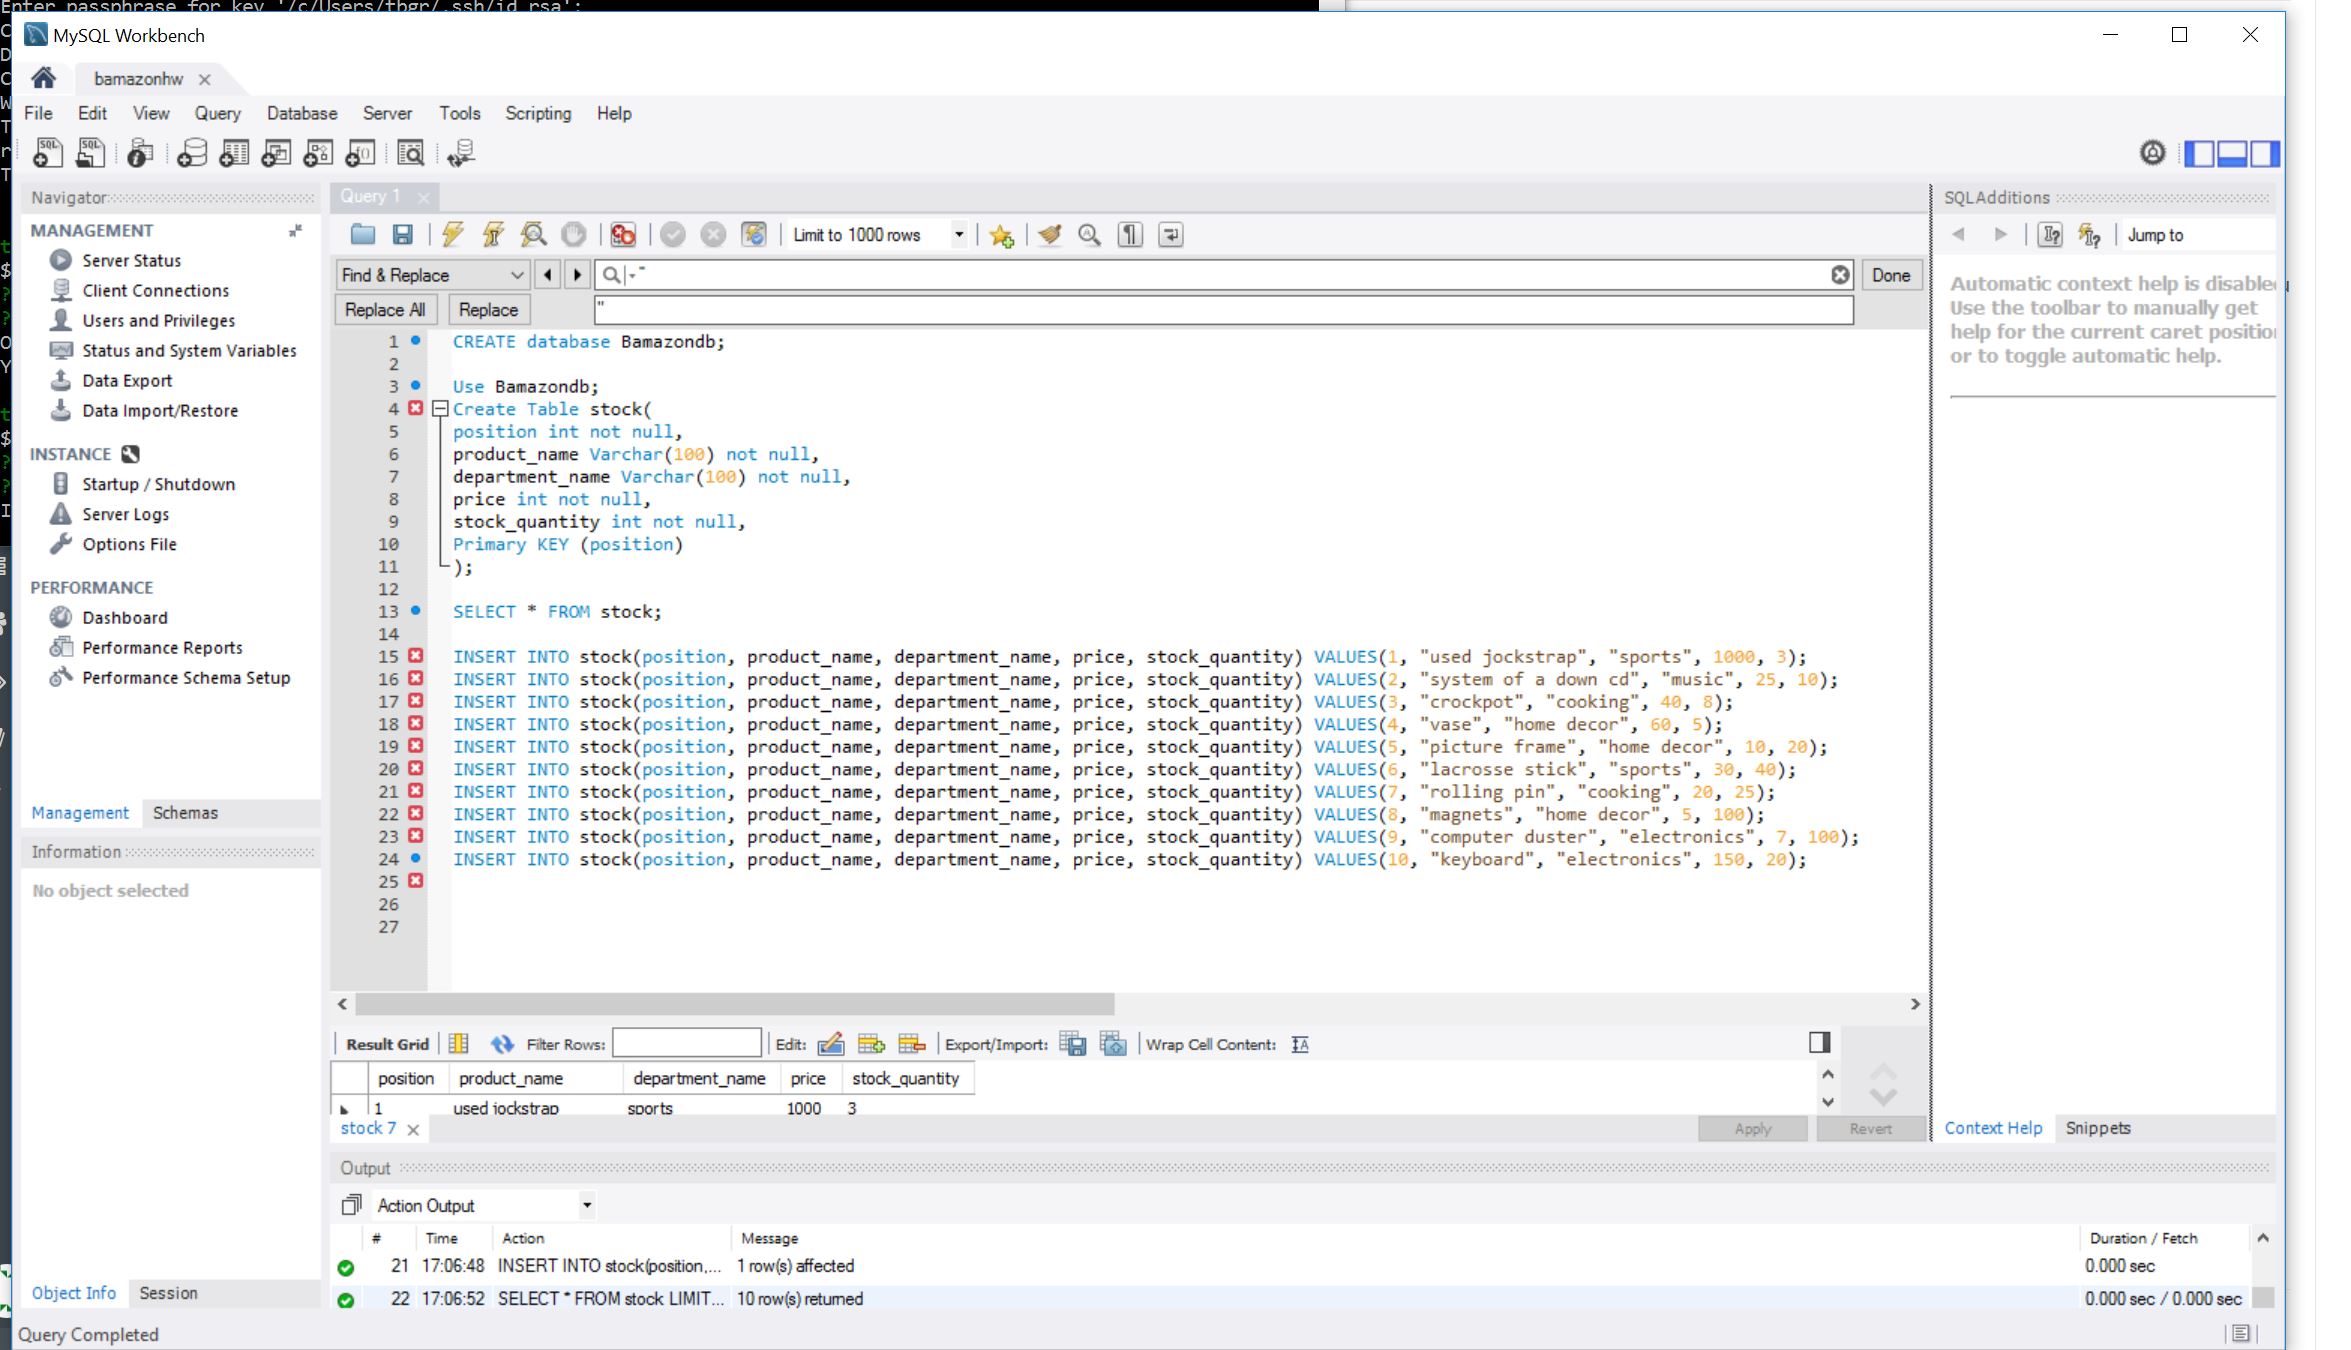 Enter passphrase for key '/c/Users/tbgr/.ssh/id_rsa':
MySQL Workbench
bamazonhw
File Edit View Query Database Server Tools Scripting Help
Navigator
MANAGEMENT
Server Status
Client Connections
Users and Privileges
Status and System Variables
Data Export
Data Import/Restore
INSTANCE
Startup / Shutdown
Server Logs
Options File
PERFORMANCE
Dashboard
Performance Reports
Performance Schema Setup
Management Schemas
Information
No object selected
Object Info Session
Query 1
Limit to 1000 rows
Find & Replace
Done
Replace All Replace "
1 CREATE database Bamazondb;
2
3 Use Bamazondb;
4 Create Table stock(
5 position int not null,
6 product_name Varchar(100) not null,
7 department_name Varchar(100) not null,
8 price int not null,
9 stock_quantity int not null,
10 Primary KEY (position)
11 );
12
13 SELECT * FROM stock;
14
15 INSERT INTO stock(position, product_name, department_name, price, stock_quantity) VALUES(1, "used jockstrap", "sports", 1000, 3);
16 INSERT INTO stock(position, product_name, department_name, price, stock_quantity) VALUES(2, "system of a down cd", "music", 25, 10);
17 INSERT INTO stock(position, product_name, department_name, price, stock_quantity) VALUES(3, "crockpot", "cooking", 40, 8);
18 INSERT INTO stock(position, product_name, department_name, price, stock_quantity) VALUES(4, "vase", "home decor", 60, 5);
19 INSERT INTO stock(position, product_name, department_name, price, stock_quantity) VALUES(5, "picture frame", "home decor", 10, 20);
20 INSERT INTO stock(position, product_name, department_name, price, stock_quantity) VALUES(6, "lacrosse stick", "sports", 30, 40);
21 INSERT INTO stock(position, product_name, department_name, price, stock_quantity) VALUES(7, "rolling pin", "cooking", 20, 25);
22 INSERT INTO stock(position, product_name, department_name, price, stock_quantity) VALUES(8, "magnets", "home decor", 5, 100);
23 INSERT INTO stock(position, product_name, department_name, price, stock_quantity) VALUES(9, "computer duster", "electronics", 7, 100);
24 INSERT INTO stock(position, product_name, department_name, price, stock_quantity) VALUES(10, "keyboard", "electronics", 150, 20);
25
26
27
Result Grid Filter Rows: Edit: Export/Import: Wrap Cell Content:
position product_name department_name price stock_quantity
1 used jockstrap sports 1000 3
stock 7 Apply Revert
SQLAdditions
Jump to
Automatic context help is disable
Use the toolbar to manually get
help for the current caret position
or to toggle automatic help.
Context Help Snippets
Output
Action Output
# Time Action Message Duration / Fetch
21 17:06:48 INSERT INTO stock(position,... 1 row(s) affected 0.000 sec
22 17:06:52 SELECT * FROM stock LIMIT... 10 row(s) returned 0.000 sec / 0.000 sec
Query Completed